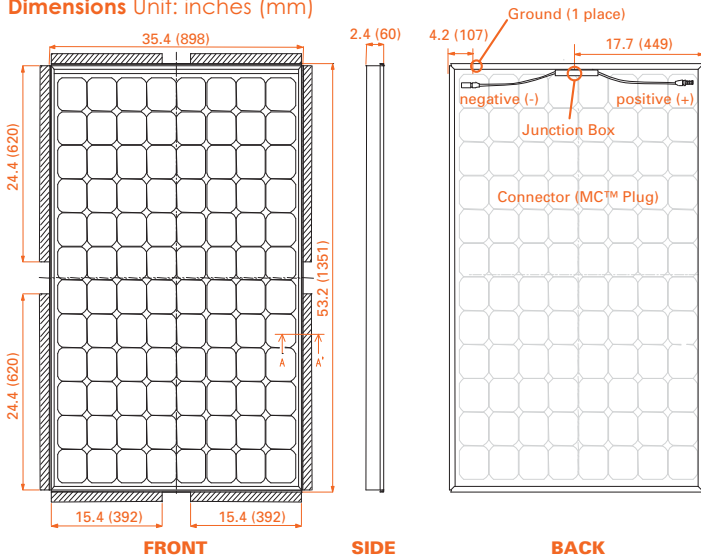 Dimensions Unit: inches (mm)
35.4 (898)
24.4 (620)
24.4 (620)
53.2 (1351)
A
A'
15.4 (392)
15.4 (392)
FRONT
2.4 (60)
SIDE
Ground (1 place)
4.2 (107)
17.7 (449)
negative (-)
positive (+)
Junction Box
Connector (MC™ Plug)
BACK